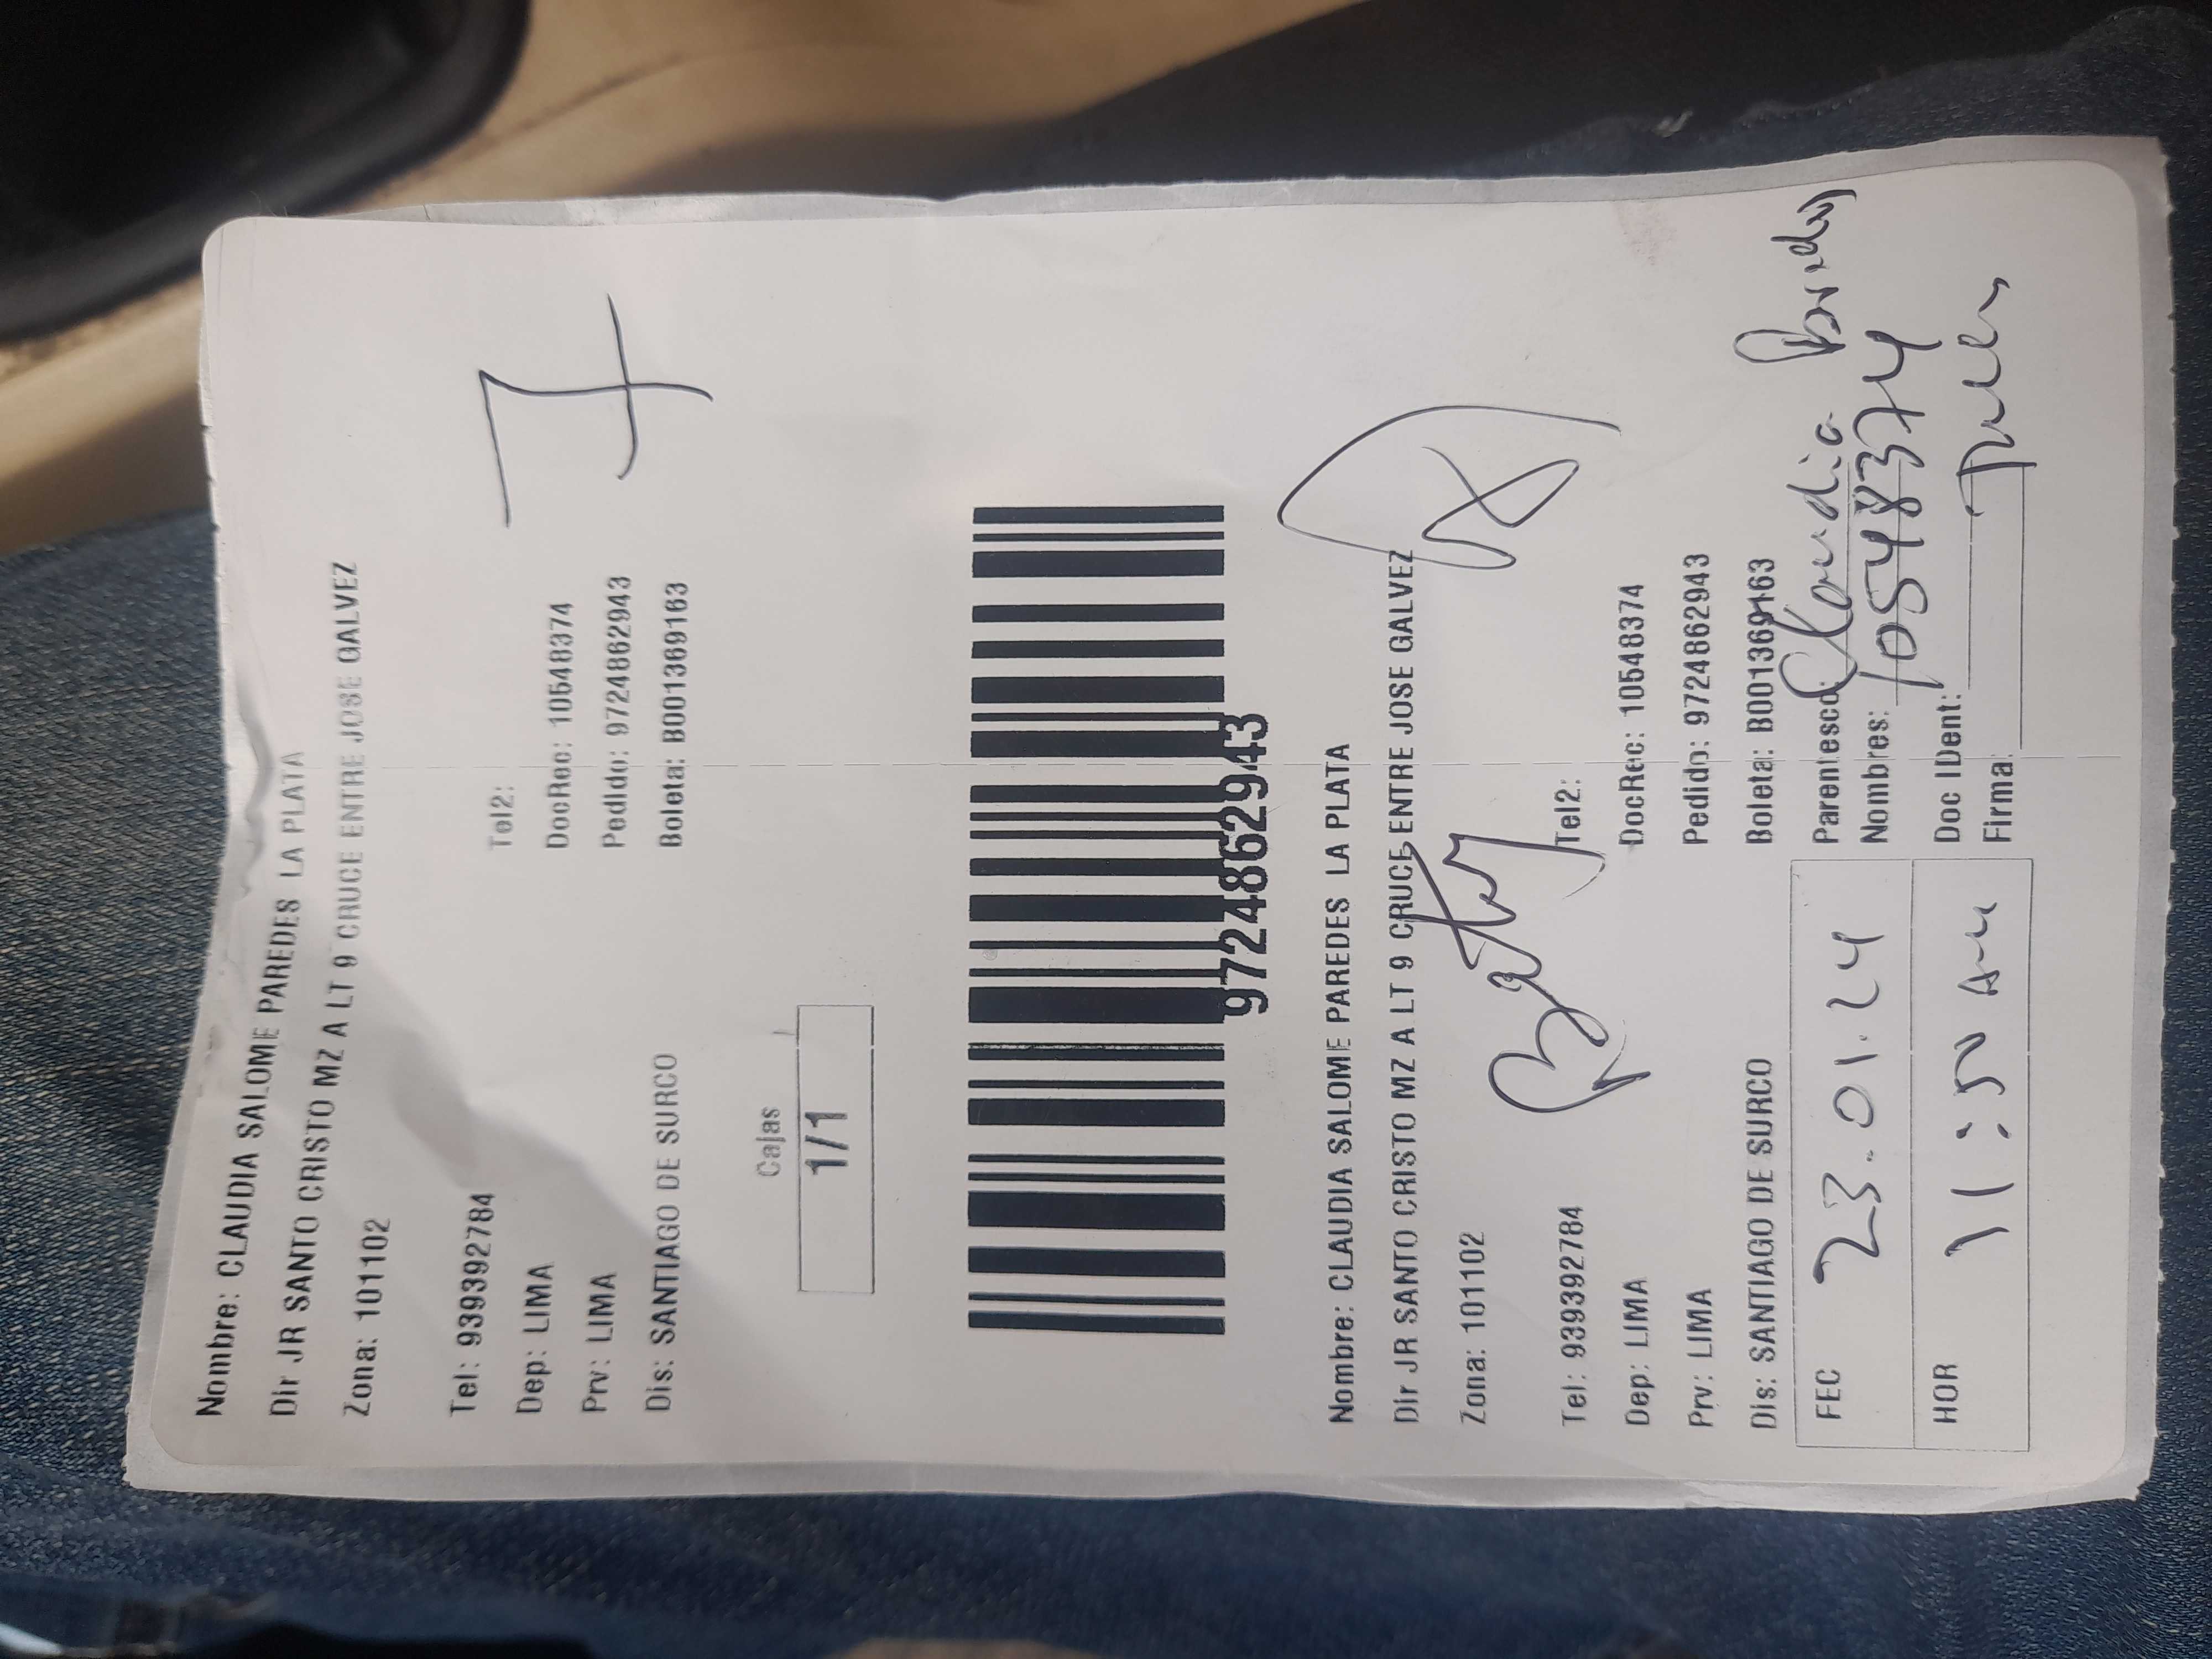 Nombre: CLAUDIA SALOME PAREDES LA PLATA
Dir JR SANTO CRISTO MZ A LT 9 CRUCE ENTRE JOSE GALVEZ
Zona: 101102
Tel: 939392784 Tel2:
Dep: LIMA DocRec: 10548374
Prv: LIMA Pedido: 9724862943
Dis: SANTIAGO DE SURCO Boleta: B001369163
7
Cajas
1/1
9724862943
Nombre: CLAUDIA SALOME PAREDES LA PLATA
Dir JR SANTO CRISTO MZ A LT 9 CRUCE ENTRE JOSE GALVEZ
Zona: 101102
Tel: 939392784 Tel2:
Dep: LIMA DocRec: 10548374
Prv: LIMA Pedido: 9724862943
Dis: SANTIAGO DE SURCO Boleta: B001369163
FEC 23.01.24 Parentesco: Claudia Paredes
Nombres: 10548374
HOR 11:50 Am Doc IDent:
Firma: